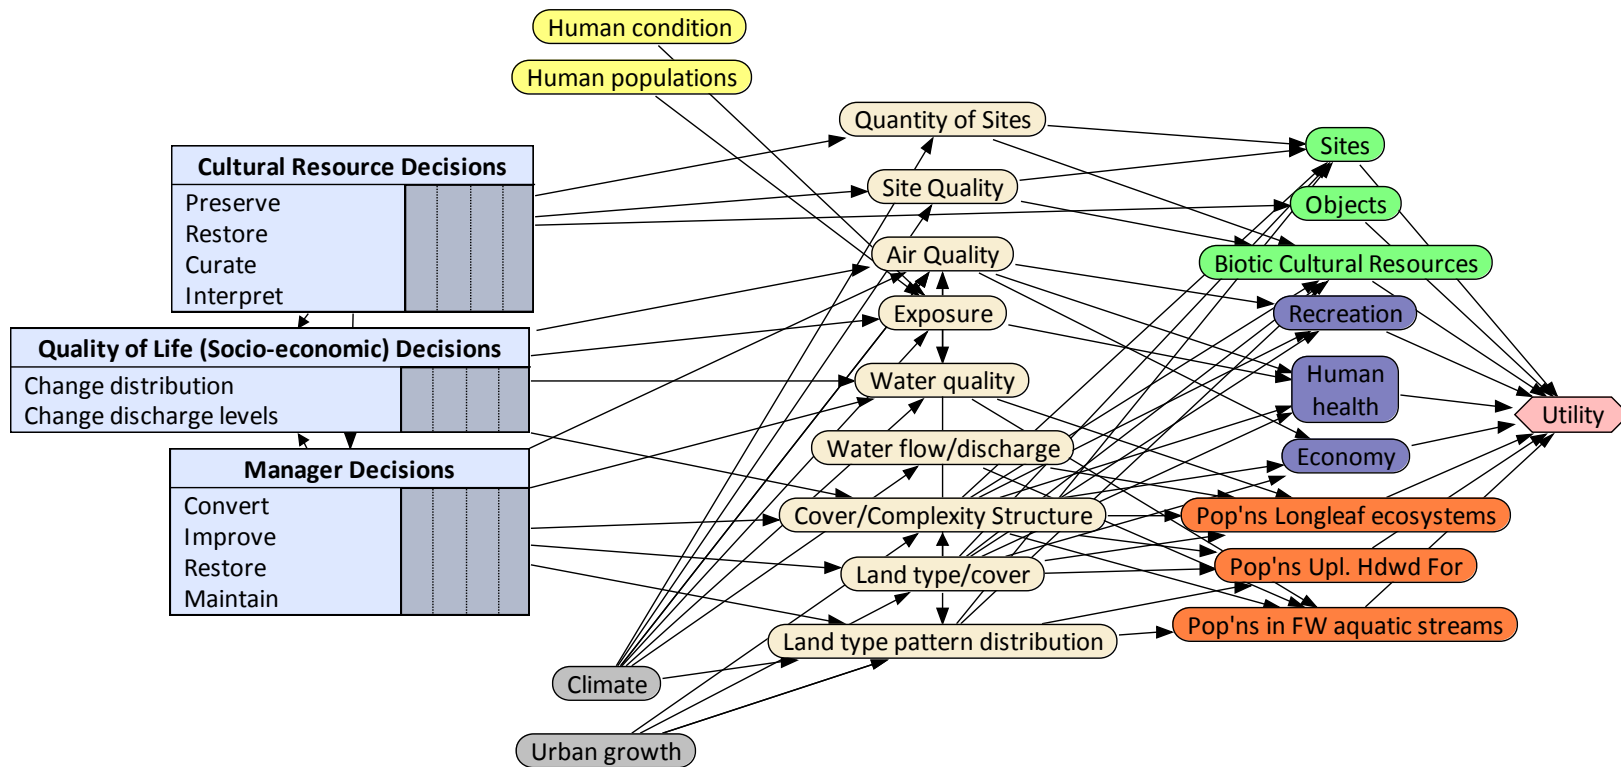 Human condition
Human populations
Cultural Resource Decisions
Preserve
Restore
Curate
Interpret
Quality of Life (Socio-economic) Decisions
Change distribution
Change discharge levels
Manager Decisions
Convert
Improve
Restore
Maintain
Climate
Urban growth
Quantity of Sites
Site Quality
Air Quality
Exposure
Water quality
Water flow/discharge
Cover/Complexity Structure
Land type/cover
Land type pattern distribution
Sites
Objects
Biotic Cultural Resources
Recreation
Human
health
Economy
Pop'ns Longleaf ecosystems
Pop'ns Upl. Hdwd For
Pop'ns in FW aquatic streams
Utility